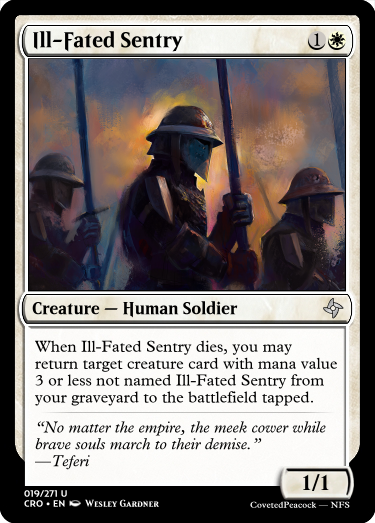 Ill-Fated Sentry 1
Creature — Human Soldier
When Ill-Fated Sentry dies, you may
return target creature card with mana value
3 or less not named Ill-Fated Sentry from
your graveyard to the battlefield tapped.
“No matter the empire, the meek cower while
brave souls march to their demise.”
—Teferi
1/1
019/271 U
CRO • EN Wesley Gardner CovetedPeacock — NFS